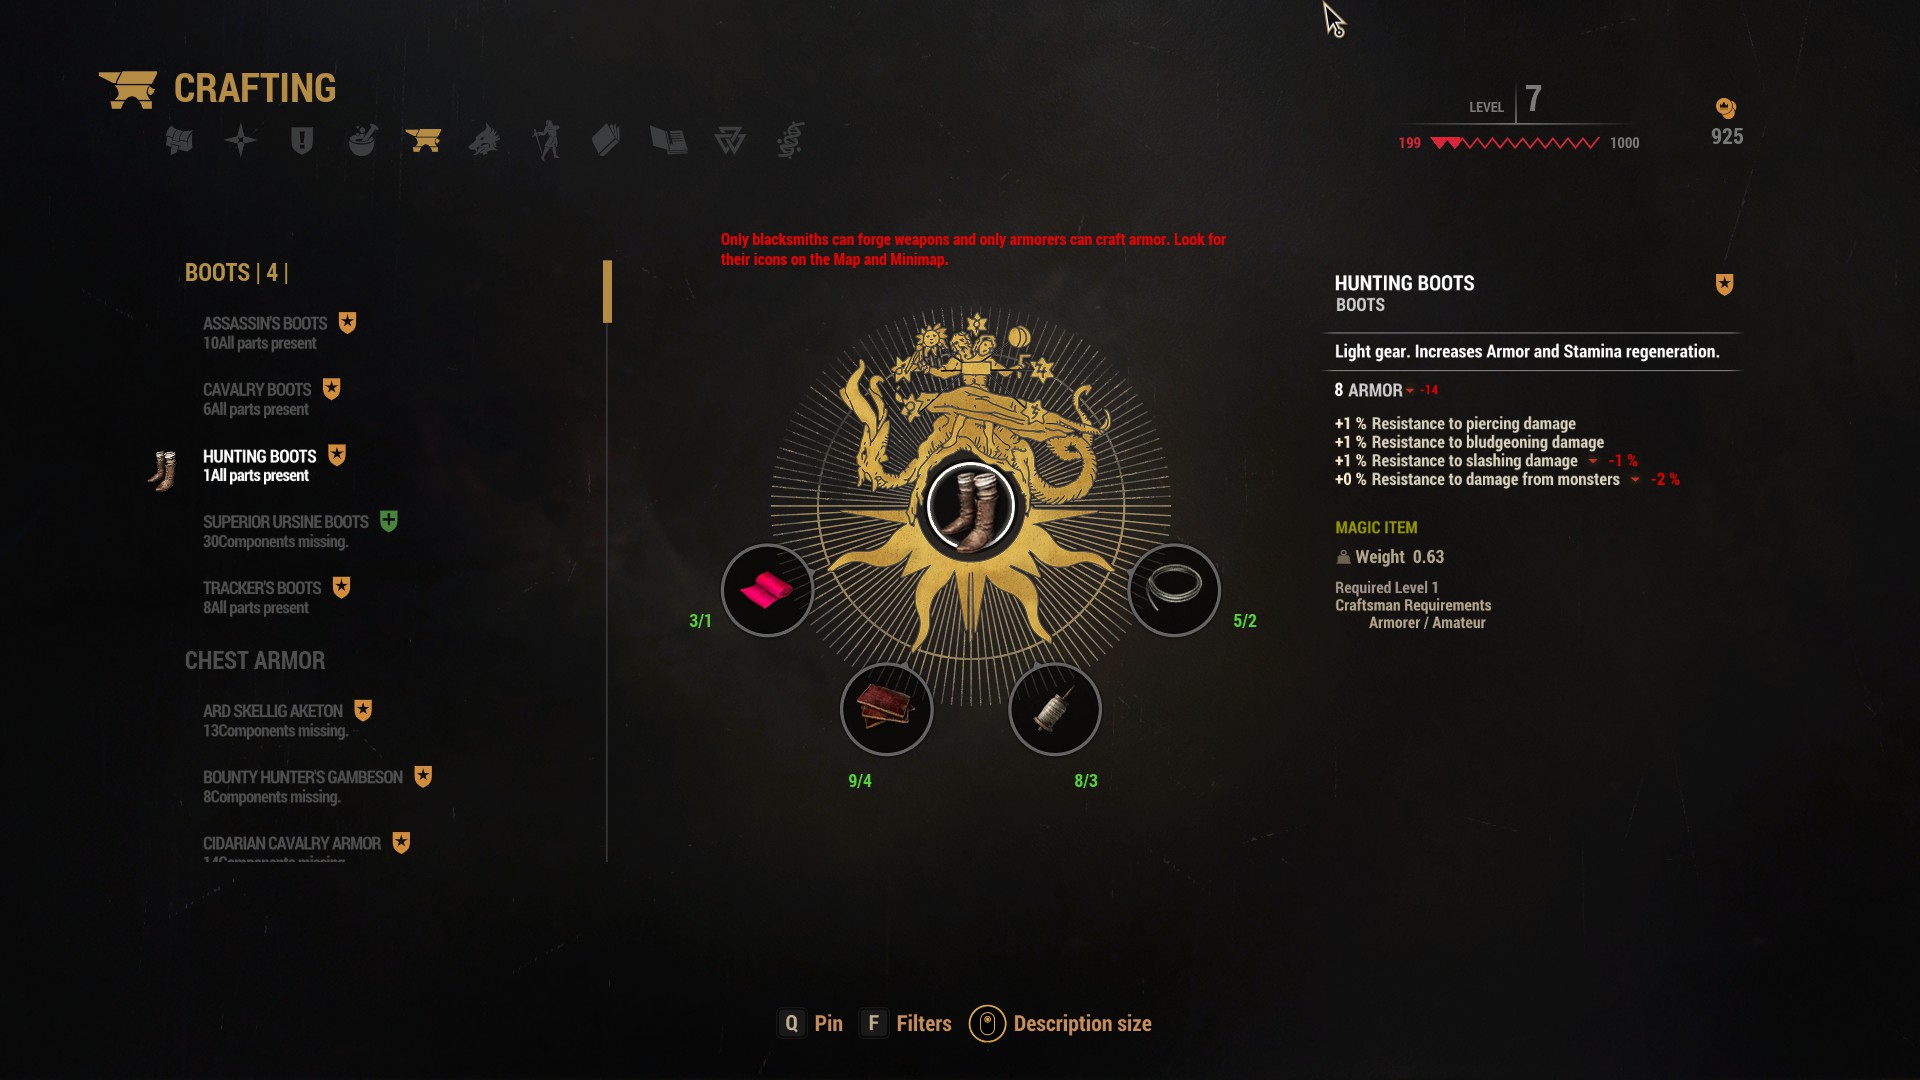 CRAFTING
LEVEL 7
199 1000
925
Only blacksmiths can forge weapons and only armorers can craft armor. Look for
their icons on the Map and Minimap.
BOOTS | 4 |
ASSASSIN'S BOOTS
10All parts present
CAVALRY BOOTS
6All parts present
HUNTING BOOTS
1All parts present
SUPERIOR URSINE BOOTS
30Components missing.
TRACKER'S BOOTS
8All parts present
CHEST ARMOR
ARD SKELLIG AKETON
13Components missing.
BOUNTY HUNTER'S GAMBESON
8Components missing.
CIDARIAN CAVALRY ARMOR
14Components missing.
3/1
9/4
8/3
5/2
HUNTING BOOTS
BOOTS
Light gear. Increases Armor and Stamina regeneration.
8 ARMOR -14
+1 % Resistance to piercing damage
+1 % Resistance to bludgeoning damage
+1 % Resistance to slashing damage -1 %
+0 % Resistance to damage from monsters -2 %
MAGIC ITEM
Weight 0.63
Required Level 1
Craftsman Requirements
Armorer / Amateur
Q Pin F Filters Description size